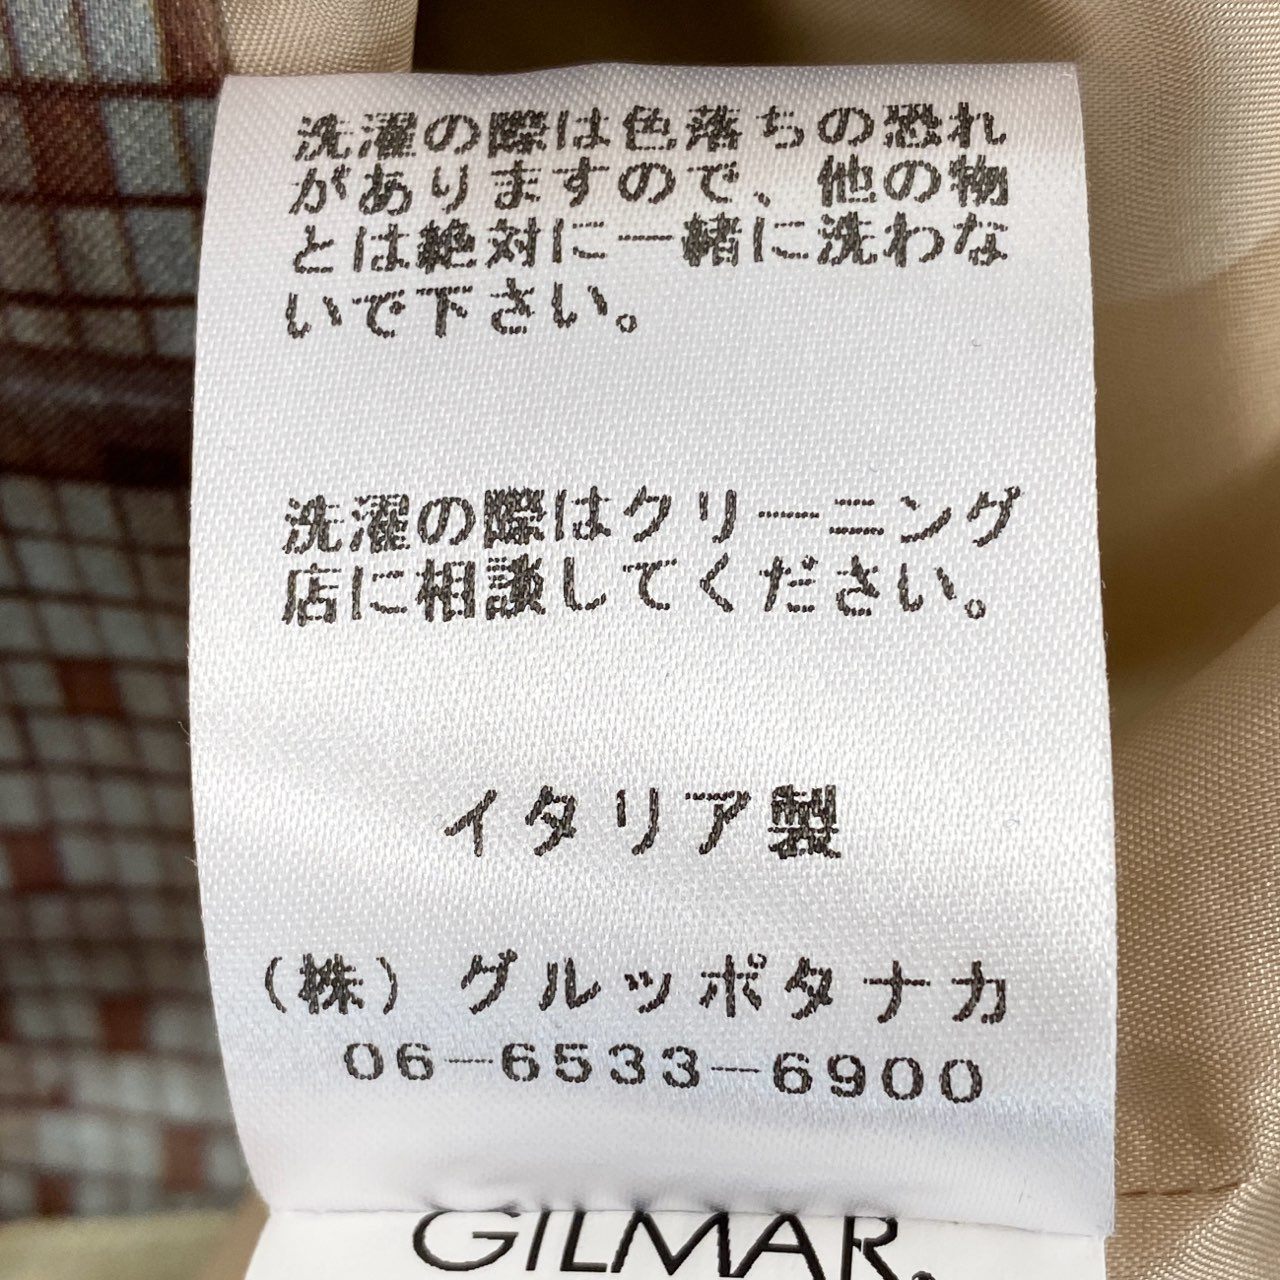 洗濯の際は色落ちの恐れ
がありますので、他の物
とは絶対に一緒に洗わな
いで下さい。
洗濯の際はクリーニング
店に相談してください。
イタリア製
（株）グルッポタナカ
06-6533-6900
GILMAR.